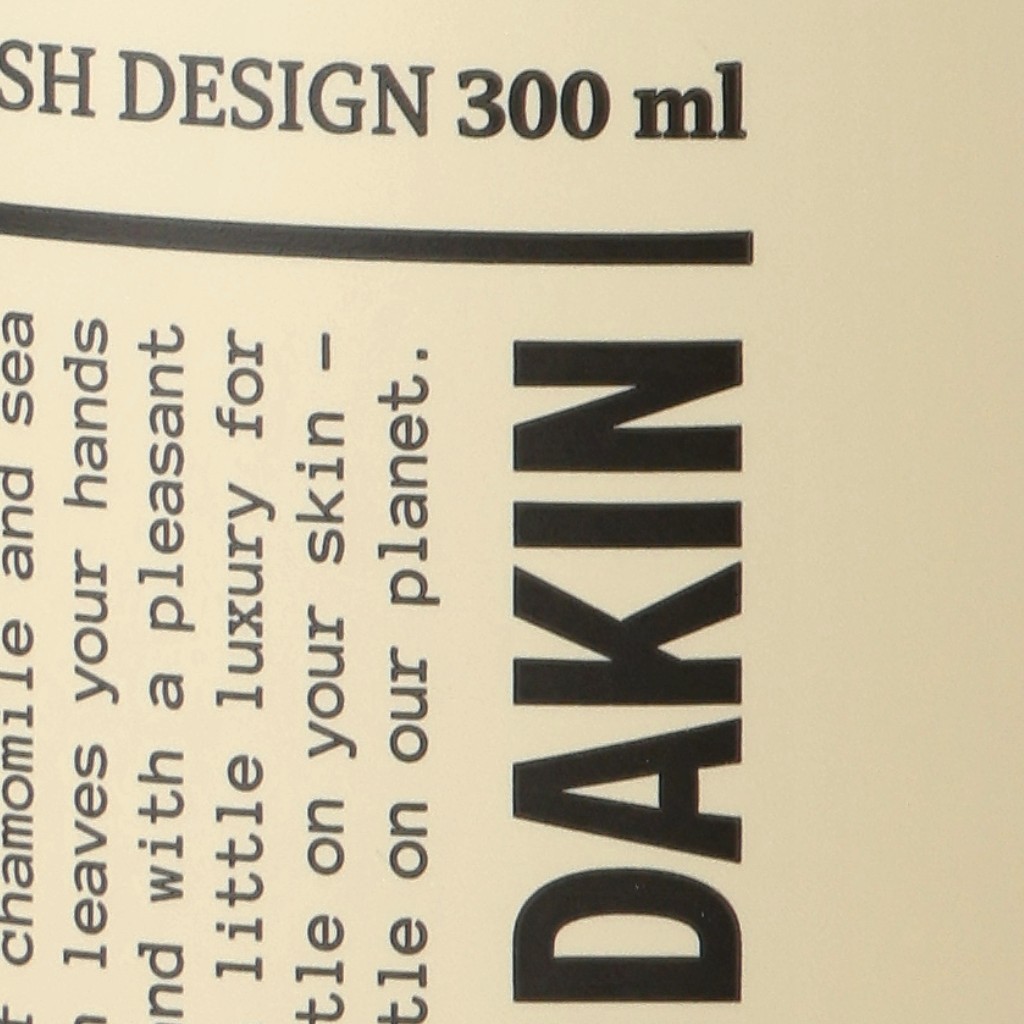 SH DESIGN 300 ml
chamomile and sea
leaves your hands
nd with a pleasant
little luxury for
tle on your skin –
tle on our planet.
DAKIN